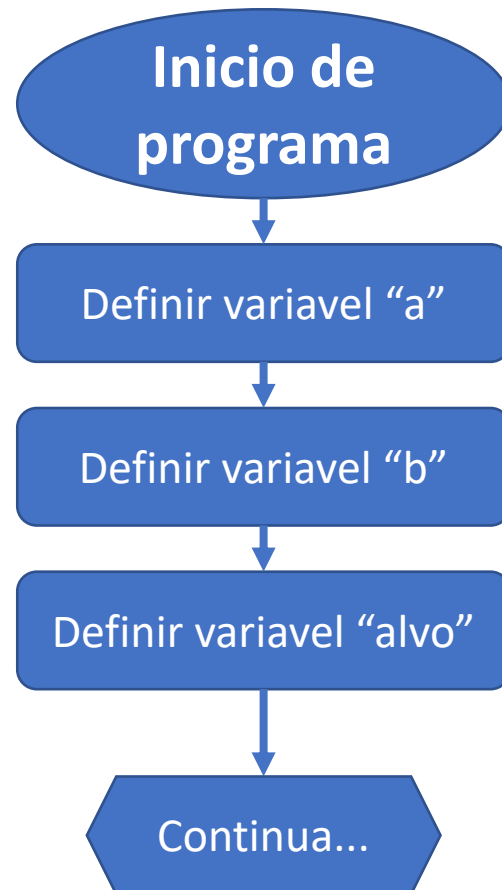 Inicio de
programa
Definir variavel “a”
Definir variavel “b”
Definir variavel “alvo”
Continua...